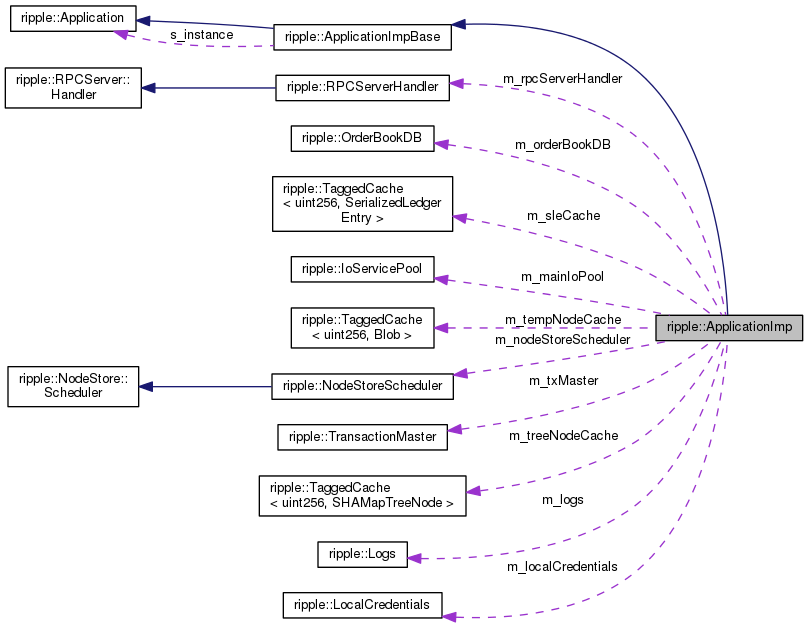 ripple::Application
s_instance
ripple::ApplicationImpBase
ripple::RPCServer::
Handler
ripple::RPCServerHandler
m_rpcServerHandler
ripple::OrderBookDB
m_orderBookDB
ripple::TaggedCache
< uint256, SerializedLedger
Entry >
m_sleCache
ripple::IoServicePool
m_mainIoPool
ripple::TaggedCache
< uint256, Blob >
m_tempNodeCache
ripple::ApplicationImp
m_nodeStoreScheduler
ripple::NodeStore::
Scheduler
ripple::NodeStoreScheduler
m_txMaster
ripple::TransactionMaster
m_treeNodeCache
ripple::TaggedCache
< uint256, SHAMapTreeNode >
m_logs
ripple::Logs
m_localCredentials
ripple::LocalCredentials